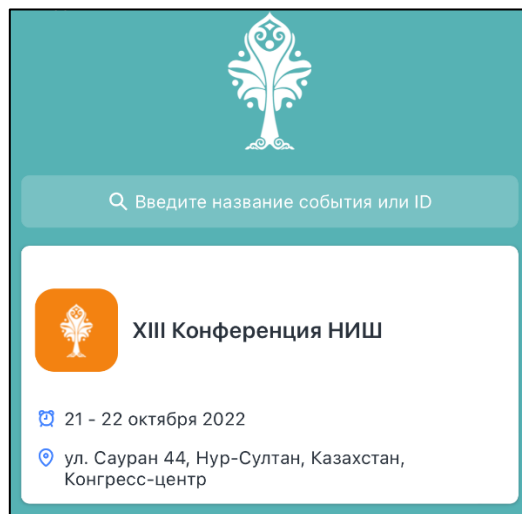 Введите название события или ID
XIII Конференция НИШ
21 - 22 октября 2022
ул. Сауран 44, Нур-Султан, Казахстан,
Конгресс-центр